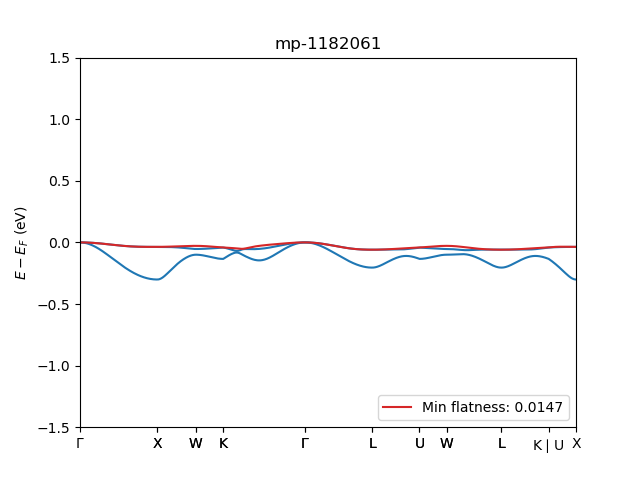 mp-1182061
E − E_F (eV)
1.5
1.0
0.5
0.0
−0.5
−1.0
−1.5
Min flatness: 0.0147
Γ X W K Γ L U W L K | U X